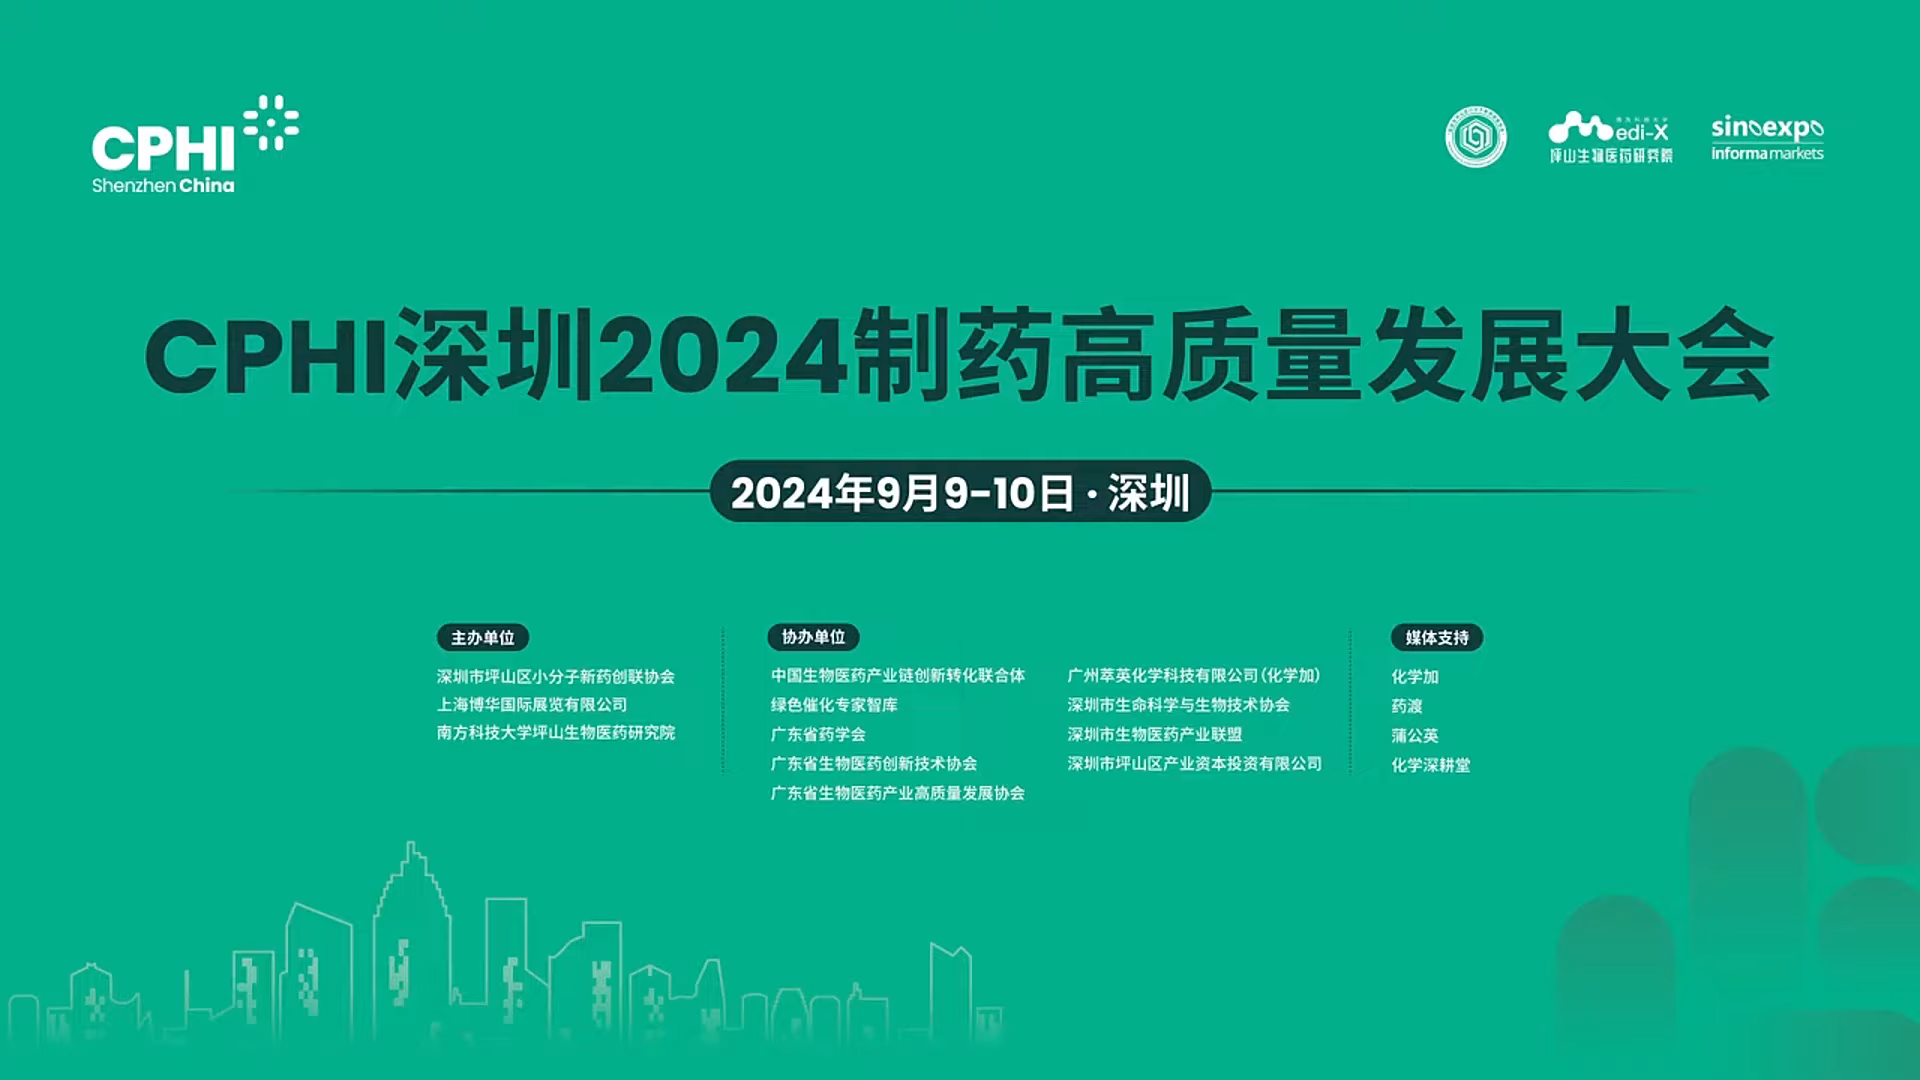 CPHI
Shenzhen China
edi-X
坪山生物医药研究院
sinoexpo
informa markets
CPHI深圳2024制药高质量发展大会
2024年9月9-10日·深圳
主办单位
深圳市坪山区小分子新药创联协会
上海博华国际展览有限公司
南方科技大学坪山生物医药研究院
协办单位
中国生物医药产业链创新转化联合体
绿色催化专家智库
广东省药学会
广东省生物医药创新技术协会
广东省生物医药产业高质量发展协会
广州萃英化学科技有限公司(化学加)
深圳市生命科学与生物技术协会
深圳市生物医药产业联盟
深圳市坪山区产业资本投资有限公司
媒体支持
化学加
药渡
蒲公英
化学深耕堂